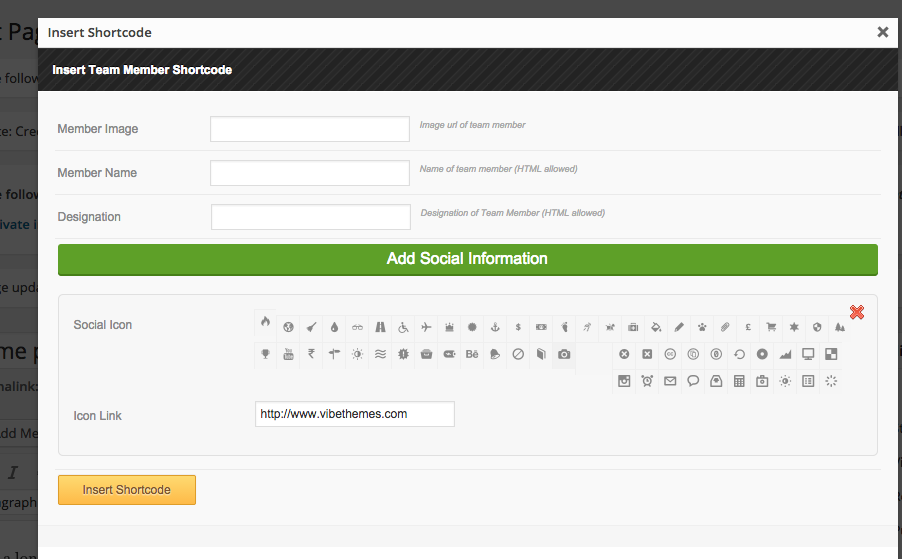 Insert Shortcode
Insert Team Member Shortcode
Member Image
Image url of team member
Member Name
Name of team member (HTML allowed)
Designation
Designation of Team Member (HTML allowed)
Add Social Information
Social Icon
Icon Link
http://www.vibethemes.com
Insert Shortcode